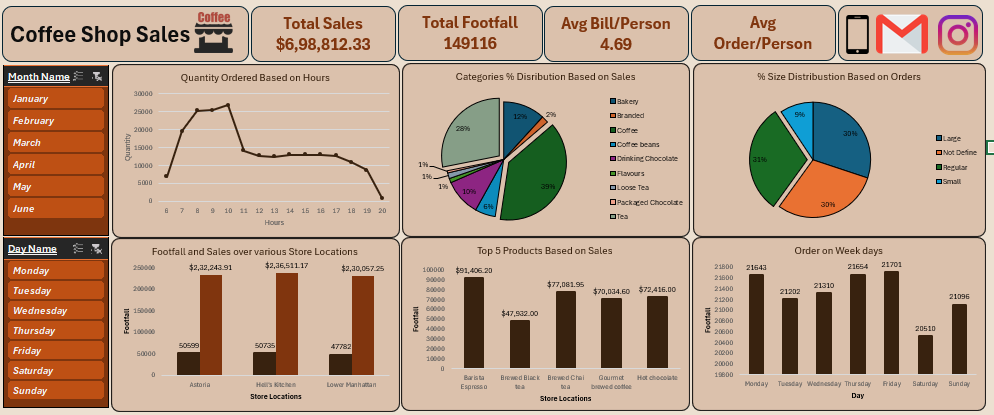 Coffee Shop Sales
Coffee
Total Sales
$6,98,812.33
Total Footfall
149116
Avg Bill/Person
4.69
Avg
Order/Person
Month Name
January
February
March
April
May
June
Day Name
Monday
Tuesday
Wednesday
Thursday
Friday
Saturday
Sunday
Quantity Ordered Based on Hours
30000
25000
20000
15000
10000
5000
0
Quantity
6 7 8 9 10 11 12 13 14 15 16 17 18 19 20
Hours
Categories % Disribution Based on Sales
12%
2%
39%
6%
10%
1%
1%
1%
28%
Bakery
Branded
Coffee
Coffee beans
Drinking Chocolate
Flavours
Loose Tea
Packaged Chocolate
Tea
% Size Distribustion Based on Orders
30%
30%
31%
9%
Large
Not Define
Regular
Small
Footfall and Sales over various Store Locations
250000
200000
150000
100000
50000
0
Footfall
50599
$2,32,243.91
50735
$2,36,511.17
47782
$2,30,057.25
Astoria
Hell's Kitchen
Lower Manhattan
Store Locations
Top 5 Products Based on Sales
100000
90000
80000
70000
60000
50000
40000
30000
20000
10000
0
Footfall
$91,406.20
$47,932.00
$77,081.95
$70,034.60
$72,416.00
Barista
Espresso
Brewed Black
tea
Brewed Chai
tea
Gourmet
brewed coffee
Hot chocolate
Store Locations
Order on Week days
21800
21600
21400
21200
21000
20800
20600
20400
20200
20000
19800
Footfall
21643
21202
21310
21654
21701
20510
21096
Monday Tuesday Wednesday Thursday Friday Saturday Sunday
Day